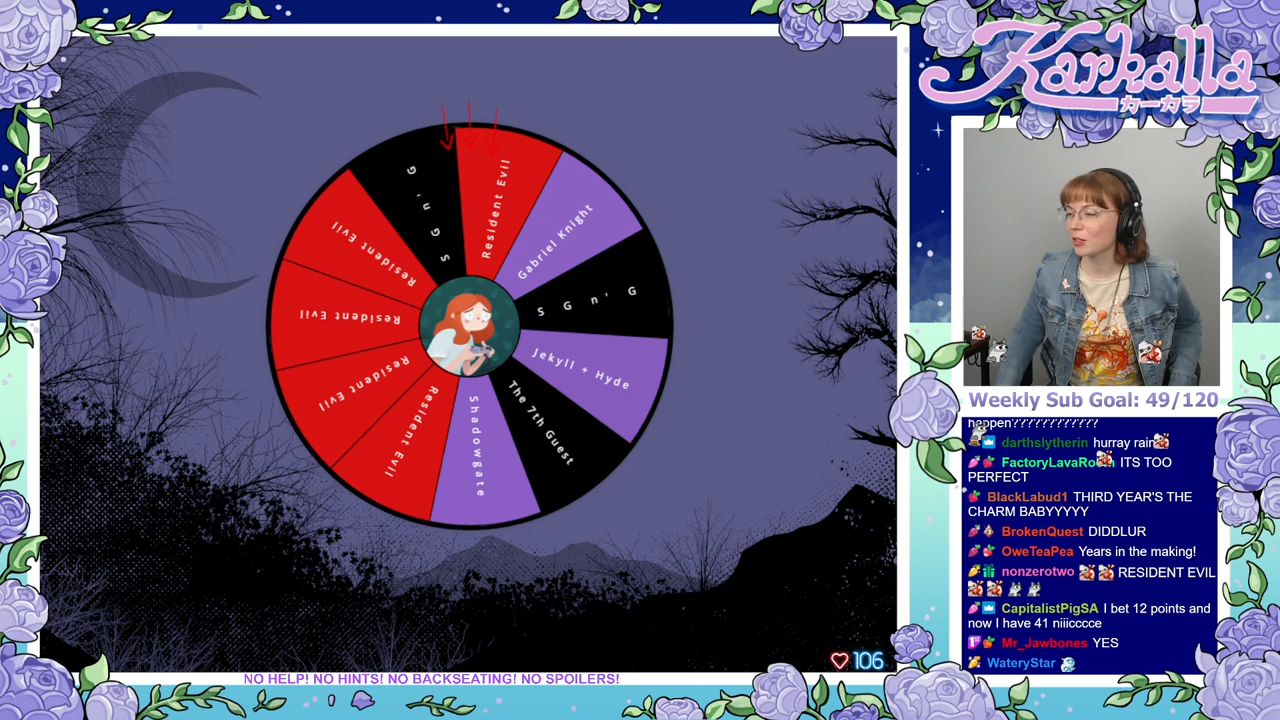 Karkalla
カーカラ
G n' G S
Resident Evil
Gabriel Knight
S G n' G
Jekyll + Hyde
The 7th Guest
Shadowgate
Resident Evil
Resident Evil
Resident Evil
Resident Evil
106
NO HELP! NO HINTS! NO BACKSEATING! NO SPOILERS!
Weekly Sub Goal: 49/120
happen????????????
darthslytherin hurray rain
ITS TOO
PERFECT
BlackLabud1 THIRD YEAR'S THE
CHARM BABYYYYY
BrokenQuest DIDDLUR
OweTeaPea Years in the making!
nonzerotwo RESIDENT EVIL
CapitalistPigSA I bet 12 points and
now I have 41 niiicccce
Mr_Jawbones YES
WateryStar